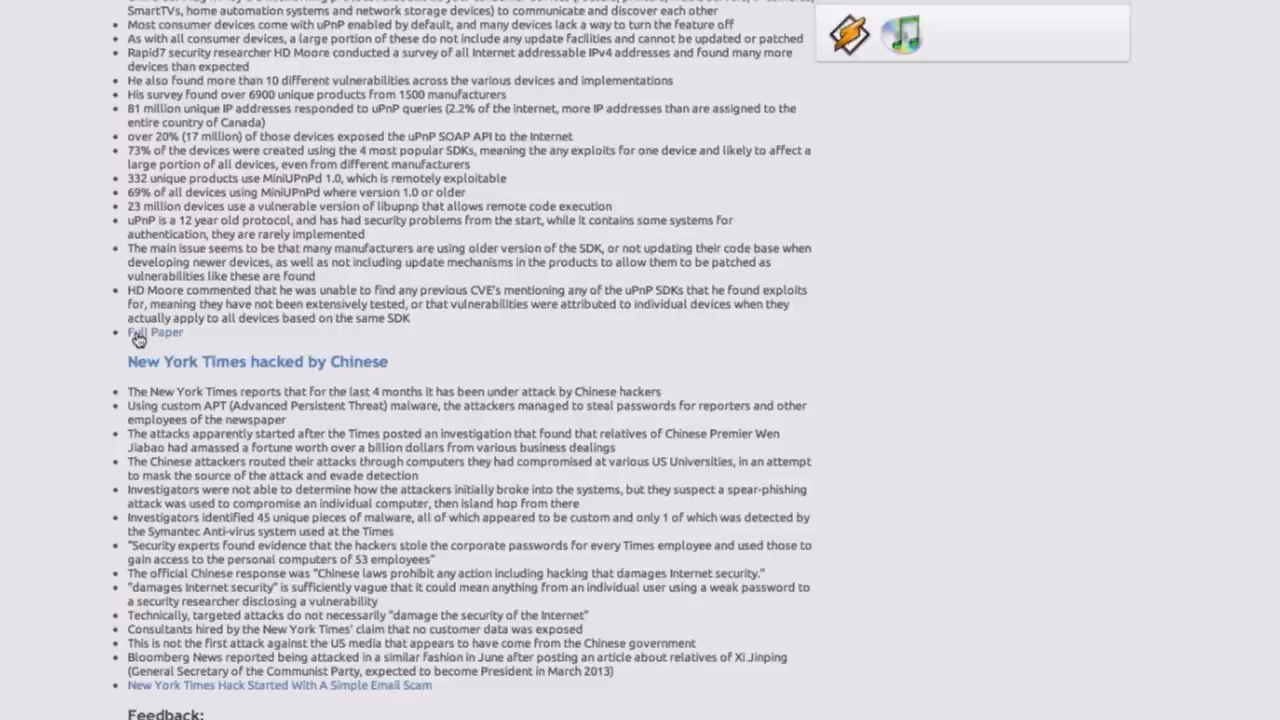 SmartTVs, home automation systems and network storage devices) to communicate and discover each other
Most consumer devices come with uPnP enabled by default, and many devices lack a way to turn the feature off
As with all consumer devices, a large portion of these do not include any update facilities and cannot be updated or patched
Rapid7 security researcher HD Moore conducted a survey of all Internet addressable IPv4 addresses and found many more
devices than expected
He also found more than 10 different vulnerabilities across the various devices and implementations
His survey found over 6900 unique products from 1500 manufacturers
81 million unique IP addresses responded to uPnP queries (2.2% of the internet, more IP addresses than are assigned to the
entire country of Canada)
over 20% (17 million) of those devices exposed the uPnP SOAP API to the Internet
73% of the devices were created using the 4 most popular SDKs, meaning the any exploits for one device and likely to affect a
large portion of all devices, even from different manufacturers
332 unique products use MiniUPnPd 1.0, which is remotely exploitable
69% of all devices using MiniUPnPd where version 1.0 or older
23 million devices use a vulnerable version of libupnp that allows remote code execution
uPnP is a 12 year old protocol, and has had security problems from the start, while it contains some systems for
authentication, they are rarely implemented
The main issue seems to be that many manufacturers are using older version of the SDK, or not updating their code base when
developing newer devices, as well as not including update mechanisms in the products to allow them to be patched as
vulnerabilities like these are found
HD Moore commented that he was unable to find any previous CVE's mentioning any of the uPnP SDKs that he found exploits
for, meaning they have not been extensively tested, or that vulnerabilities were attributed to individual devices when they
actually apply to all devices based on the same SDK
Full Paper
New York Times hacked by Chinese
The New York Times reports that for the last 4 months it has been under attack by Chinese hackers
Using custom APT (Advanced Persistent Threat) malware, the attackers managed to steal passwords for reporters and other
employees of the newspaper
The attacks apparently started after the Times posted an investigation that found that relatives of Chinese Premier Wen
Jiabao had amassed a fortune worth over a billion dollars from various business dealings
The Chinese attackers routed their attacks through computers they had compromised at various US Universities, in an attempt
to mask the source of the attack and evade detection
Investigators were not able to determine how the attackers initially broke into the systems, but they suspect a spear-phishing
attack was used to compromise an individual computer, then island hop from there
Investigators identified 45 unique pieces of malware, all of which appeared to be custom and only 1 of which was detected by
the Symantec Anti-virus system used at the Times
"Security experts found evidence that the hackers stole the corporate passwords for every Times employee and used those to
gain access to the personal computers of 53 employees"
The official Chinese response was "Chinese laws prohibit any action including hacking that damages Internet security."
"damages Internet security" is sufficiently vague that it could mean anything from an individual user using a weak password to
a security researcher disclosing a vulnerability
Technically, targeted attacks do not necessarily "damage the security of the Internet"
Consultants hired by the New York Times' claim that no customer data was exposed
This is not the first attack against the US media that appears to have come from the Chinese government
Bloomberg News reported being attacked in a similar fashion in June after posting an article about relatives of Xi Jinping
(General Secretary of the Communist Party, expected to become President in March 2013)
New York Times Hack Started With A Simple Email Scam
Feedback: